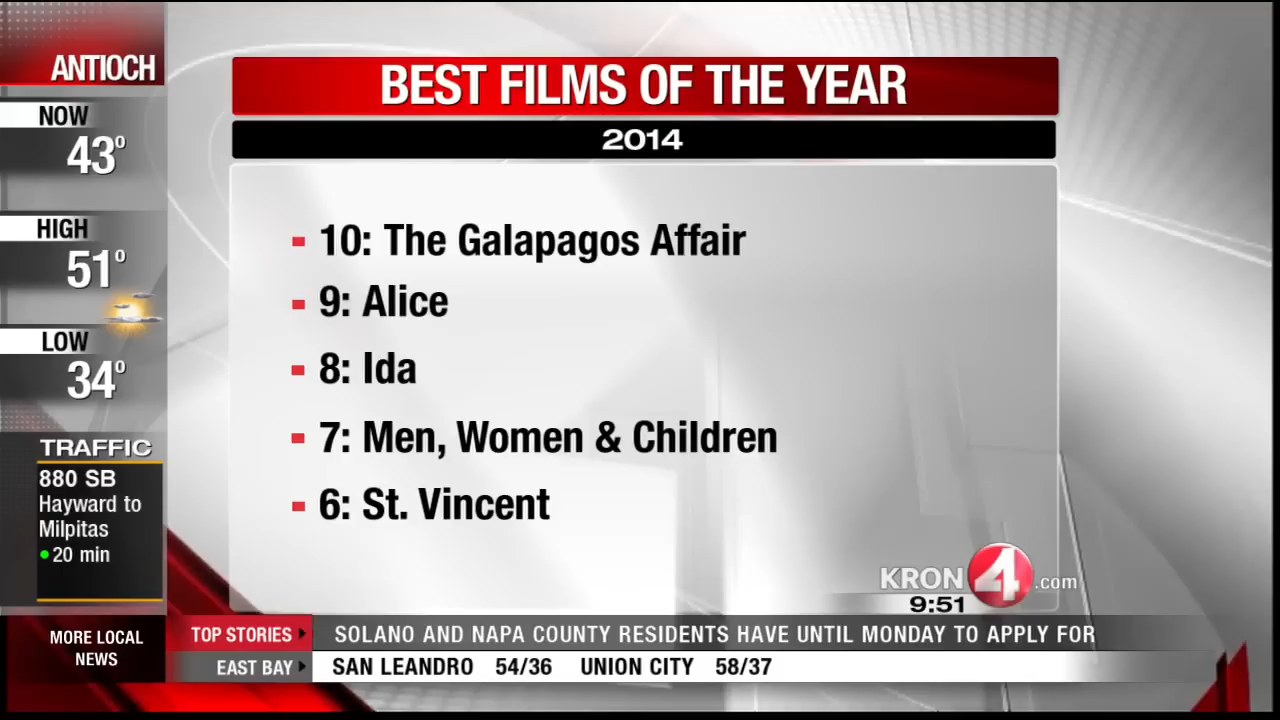 ANTIOCH
NOW
43°
HIGH
51°
LOW
34°
TRAFFIC
880 SB
Hayward to
Milpitas
20 min
MORE LOCAL
NEWS
BEST FILMS OF THE YEAR
2014
10: The Galapagos Affair
9: Alice
8: Ida
7: Men, Women & Children
6: St. Vincent
KRON 4.com
9:51
TOP STORIES SOLANO AND NAPA COUNTY RESIDENTS HAVE UNTIL MONDAY TO APPLY FOR
EAST BAY SAN LEANDRO 54/36 UNION CITY 58/37